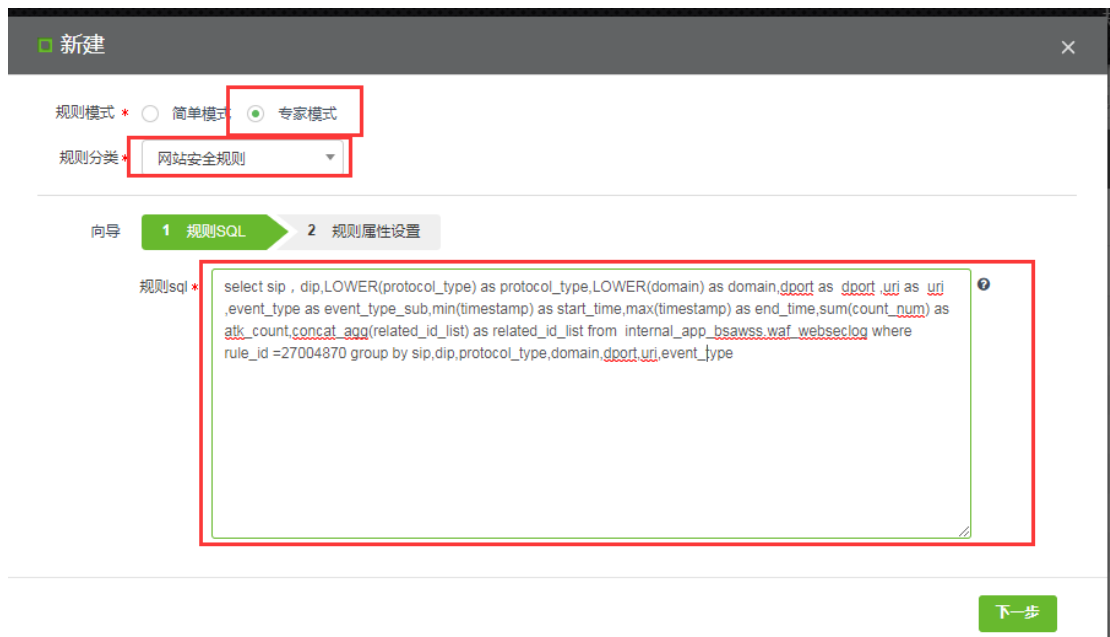 新建
规则模式 * 简单模式 专家模式
规则分类 * 网站安全规则
向导 1 规则SQL 2 规则属性设置
规则sql * select sip , dip,LOWER(protocol_type) as protocol_type,LOWER(domain) as domain,dport as dport ,uri as uri
,event_type as event_type_sub,min(timestamp) as start_time,max(timestamp) as end_time,sum(count_num) as
atk_count,concat_agg(related_id_list) as related_id_list from internal_app_bsawss.waf_webseclog where
rule_id =27004870 group by sip,dip,protocol_type,domain,dport,uri,event_type
下一步